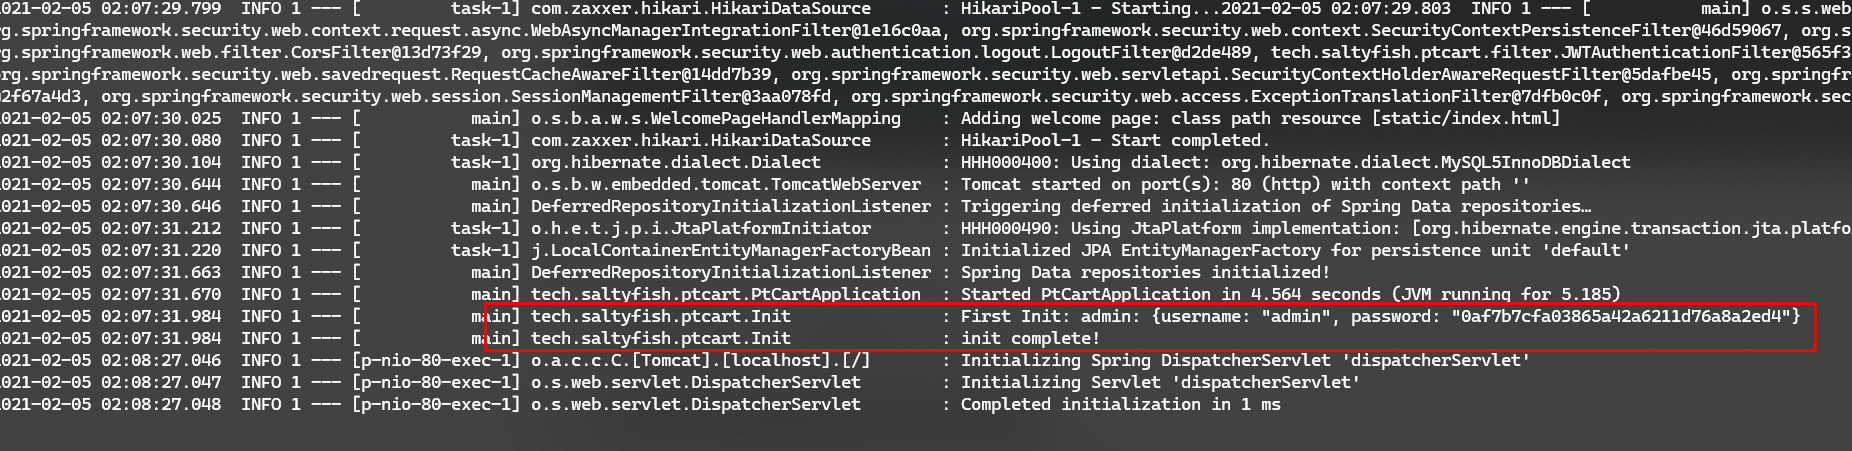 021-02-05 02:07:29.799  INFO 1 --- [         task-1] com.zaxxer.hikari.HikariDataSource       : HikariPool-1 - Starting...2021-02-05 02:07:29.803  INFO 1 --- [           main] o.s.s.web
rg.springframework.security.web.context.request.async.WebAsyncManagerIntegrationFilter@1e16c0aa, org.springframework.security.web.context.SecurityContextPersistenceFilter@46d59067, org.s
rg.springframework.web.filter.CorsFilter@13d73f29, org.springframework.security.web.authentication.logout.LogoutFilter@d2de489, tech.saltyfish.ptcart.filter.JWTAuthenticationFilter@565f3
org.springframework.security.web.savedrequest.RequestCacheAwareFilter@14dd7b39, org.springframework.security.web.servletapi.SecurityContextHolderAwareRequestFilter@5dafbe45, org.springfr
2f67a4d3, org.springframework.security.web.session.SessionManagementFilter@3aa078fd, org.springframework.security.web.access.ExceptionTranslationFilter@7dfb0c0f, org.springframework.sec
021-02-05 02:07:30.025  INFO 1 --- [           main] o.s.b.a.w.s.WelcomePageHandlerMapping    : Adding welcome page: class path resource [static/index.html]
021-02-05 02:07:30.080  INFO 1 --- [         task-1] com.zaxxer.hikari.HikariDataSource       : HikariPool-1 - Start completed.
021-02-05 02:07:30.104  INFO 1 --- [         task-1] org.hibernate.dialect.Dialect            : HHH000400: Using dialect: org.hibernate.dialect.MySQL5InnoDBDialect
021-02-05 02:07:30.644  INFO 1 --- [           main] o.s.b.w.embedded.tomcat.TomcatWebServer  : Tomcat started on port(s): 80 (http) with context path ''
021-02-05 02:07:30.646  INFO 1 --- [           main] DeferredRepositoryInitializationListener : Triggering deferred initialization of Spring Data repositories…
021-02-05 02:07:31.212  INFO 1 --- [         task-1] o.h.e.t.j.p.i.JtaPlatformInitiator       : HHH000490: Using JtaPlatform implementation: [org.hibernate.engine.transaction.jta.platfo
021-02-05 02:07:31.220  INFO 1 --- [         task-1] j.LocalContainerEntityManagerFactoryBean : Initialized JPA EntityManagerFactory for persistence unit 'default'
021-02-05 02:07:31.663  INFO 1 --- [           main] DeferredRepositoryInitializationListener : Spring Data repositories initialized!
021-02-05 02:07:31.670  INFO 1 --- [           main] tech.saltyfish.ptcart.PtCartApplication  : Started PtCartApplication in 4.564 seconds (JVM running for 5.185)
021-02-05 02:07:31.984  INFO 1 --- [           main] tech.saltyfish.ptcart.Init               : First Init: admin: {username: "admin", password: "0af7b7cfa03865a42a6211d76a8a2ed4"}
021-02-05 02:07:31.984  INFO 1 --- [           main] tech.saltyfish.ptcart.Init               : init complete!
021-02-05 02:08:27.046  INFO 1 --- [p-nio-80-exec-1] o.a.c.c.C.[Tomcat].[localhost].[/]       : Initializing Spring DispatcherServlet 'dispatcherServlet'
021-02-05 02:08:27.047  INFO 1 --- [p-nio-80-exec-1] o.s.web.servlet.DispatcherServlet        : Initializing Servlet 'dispatcherServlet'
021-02-05 02:08:27.048  INFO 1 --- [p-nio-80-exec-1] o.s.web.servlet.DispatcherServlet        : Completed initialization in 1 ms